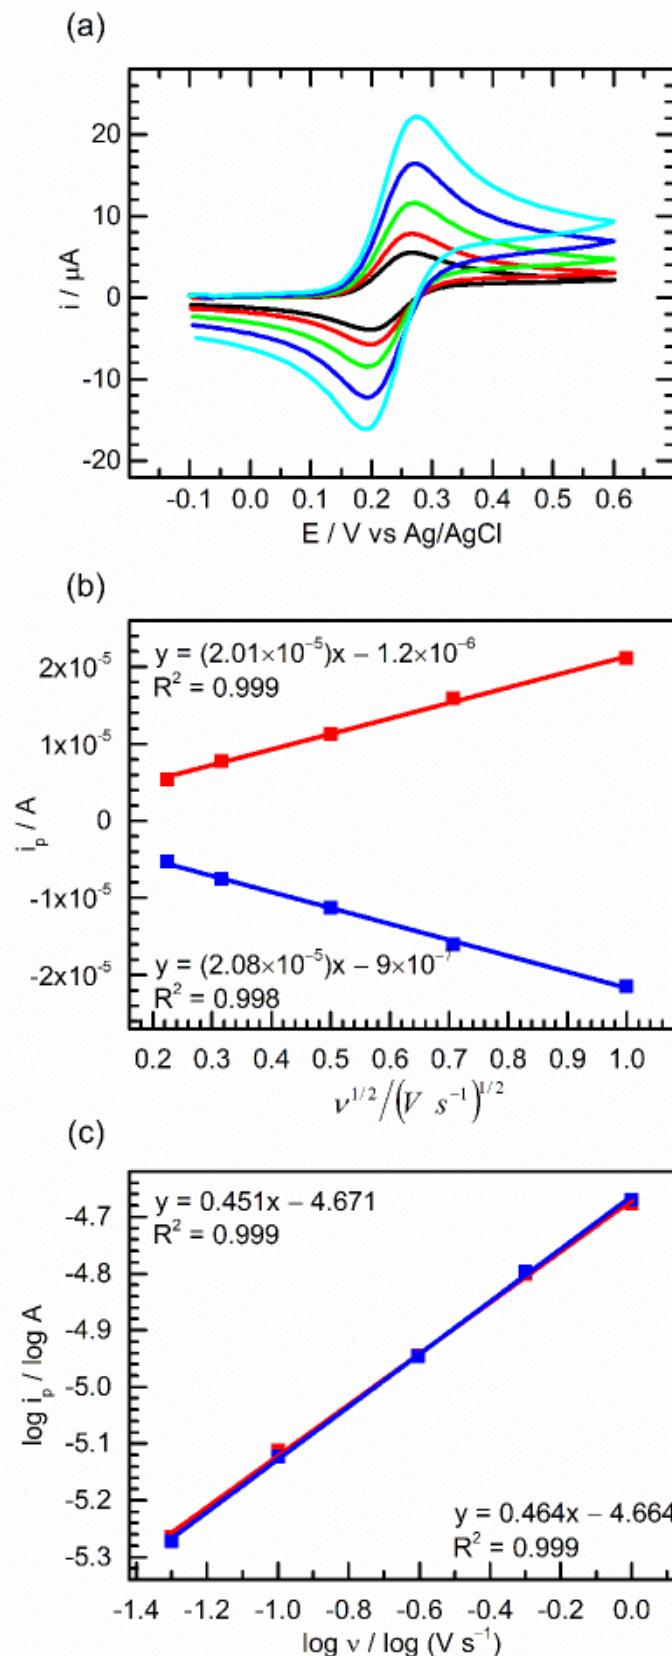 (a)
i / µA
20
10
0
-10
-20
-0.1 0.0 0.1 0.2 0.3 0.4 0.5 0.6
E / V vs Ag/AgCl
(b)
y = (2.01×10⁻⁵)x – 1.2×10⁻⁶
R² = 0.999
iₚ / A
2x10⁻⁵
1x10⁻⁵
0
-1x10⁻⁵
-2x10⁻⁵
y = (2.08×10⁻⁵)x – 9×10⁻⁷
R² = 0.998
0.2 0.3 0.4 0.5 0.6 0.7 0.8 0.9 1.0
ν^1/2/(V s⁻¹)^1/2
(c)
y = 0.451x – 4.671
R² = 0.999
log iₚ / log A
-4.7
-4.8
-4.9
-5.0
-5.1
-5.2
-5.3
y = 0.464x – 4.664
R² = 0.999
-1.4 -1.2 -1.0 -0.8 -0.6 -0.4 -0.2 0.0
log ν / log (V s⁻¹)